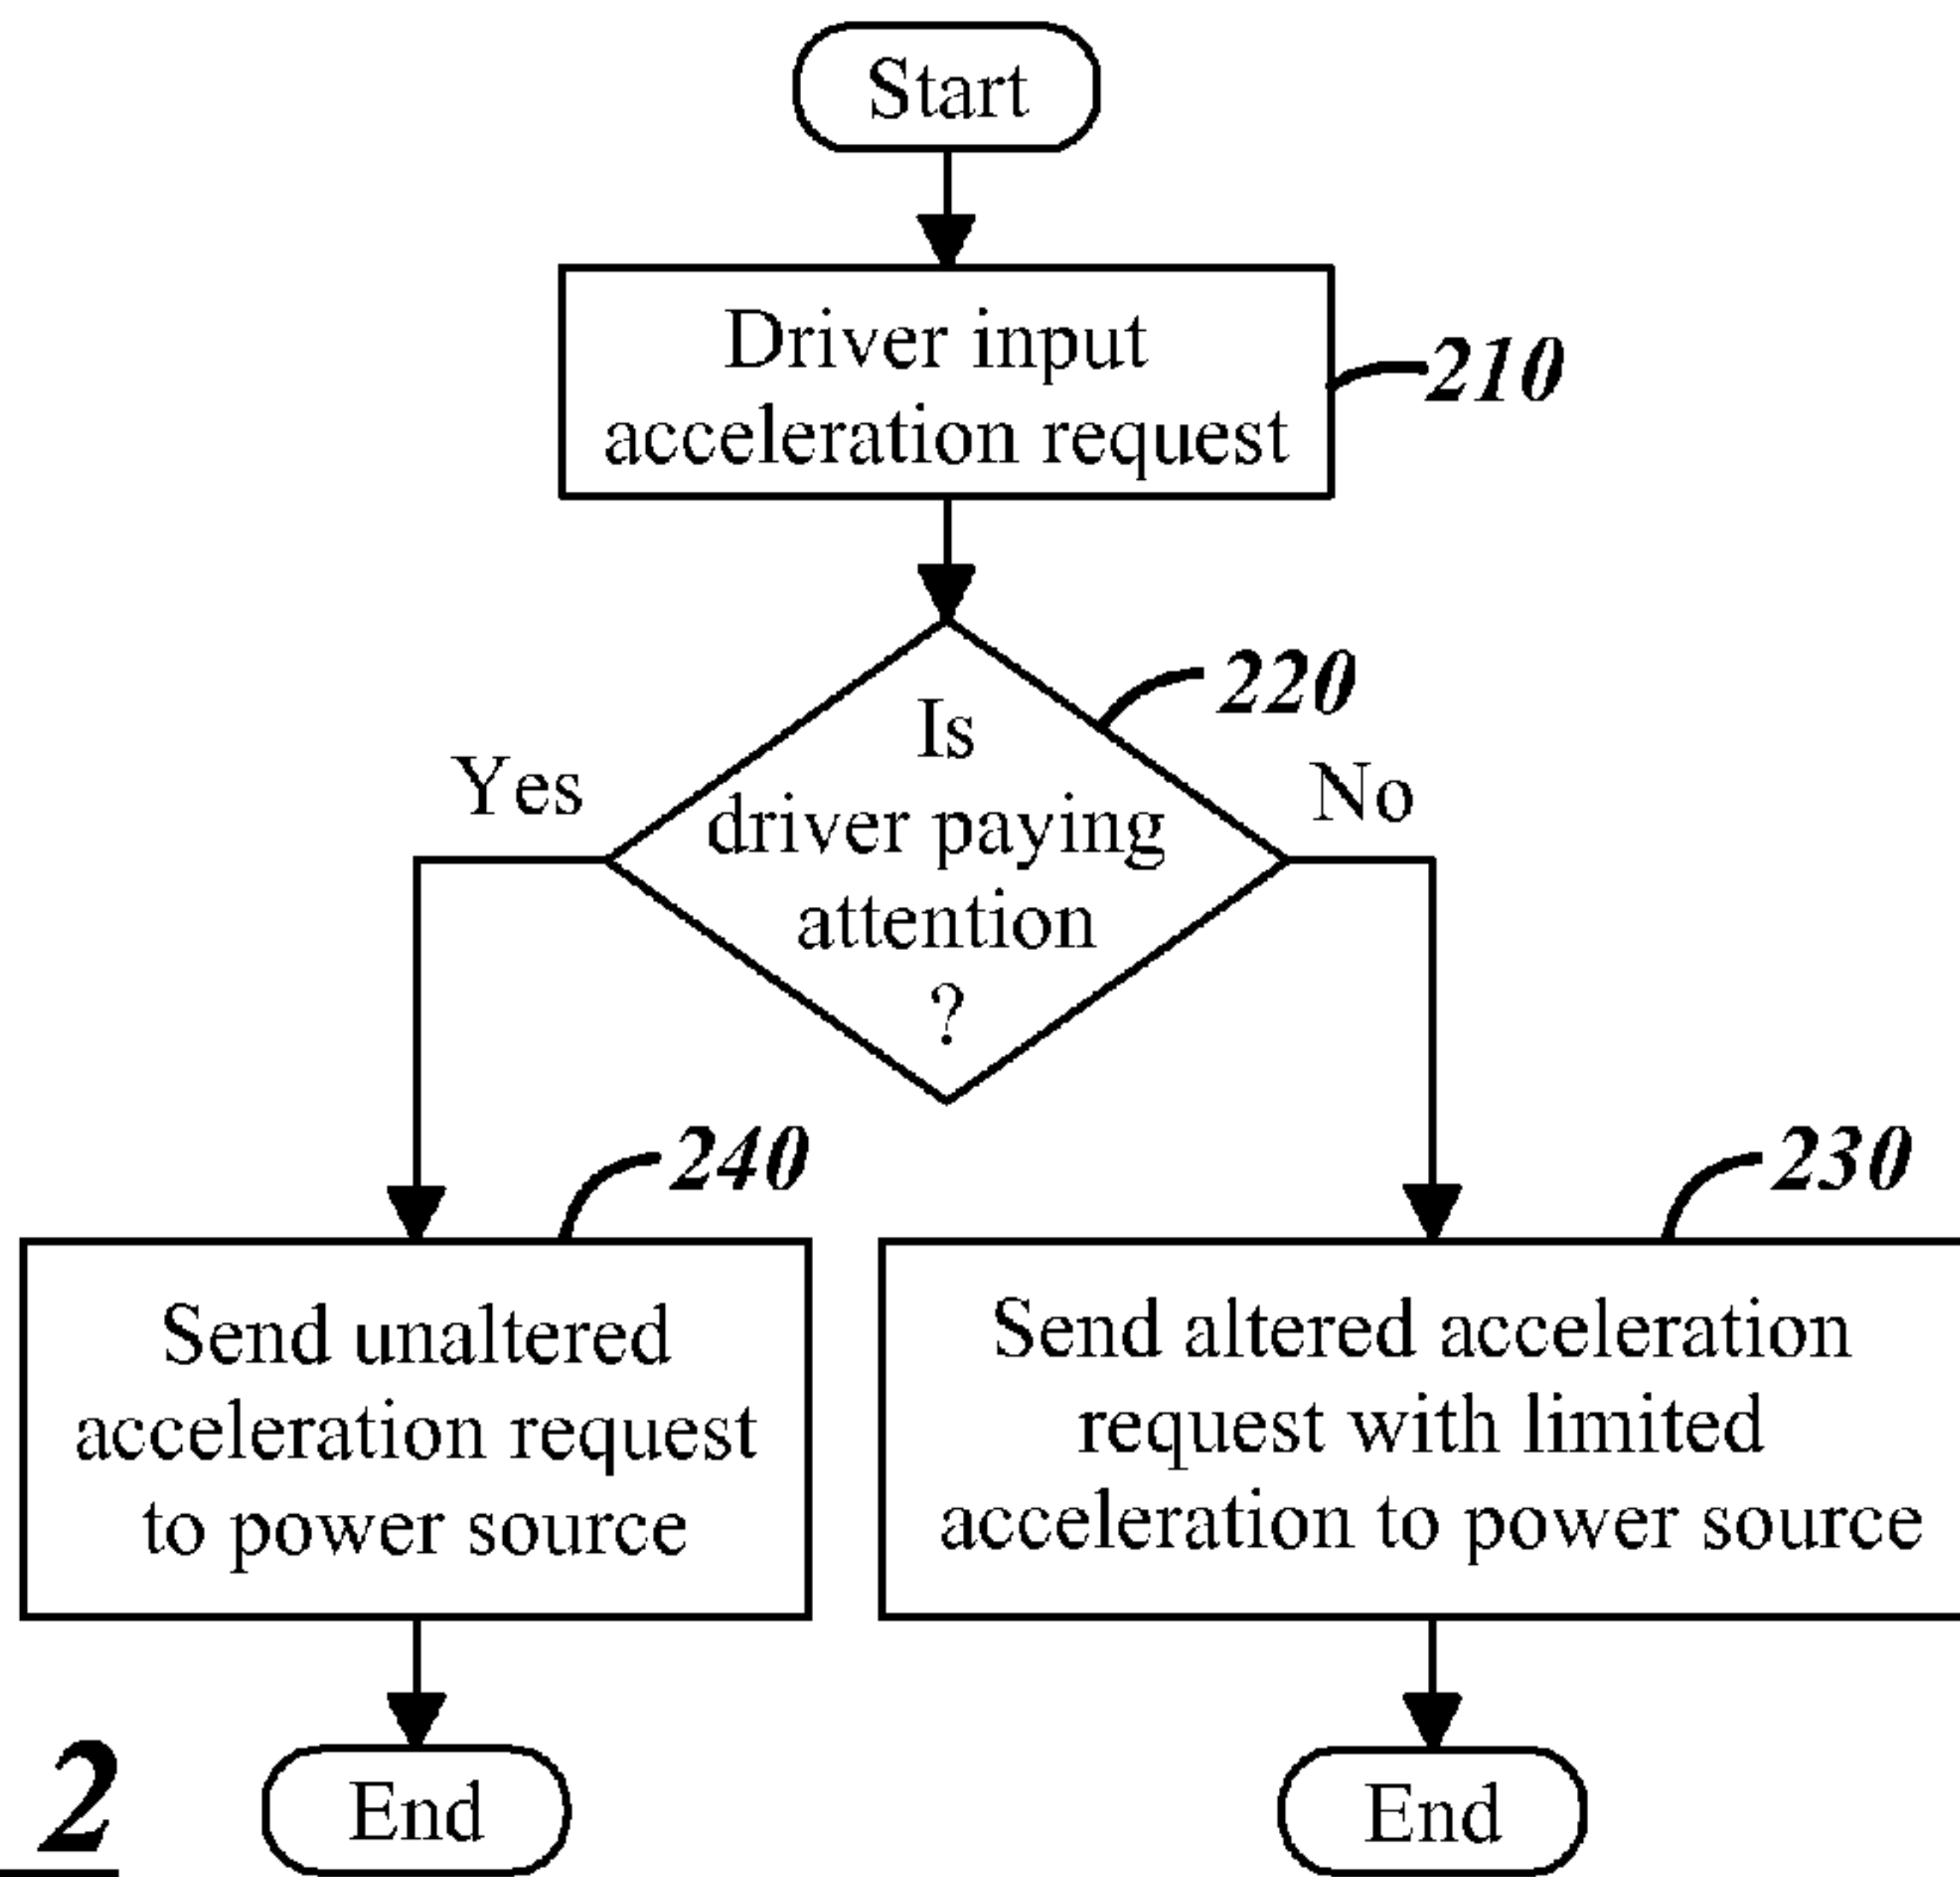 Start
Driver input
acceleration request
210
220
Is
driver paying
attention
?
Yes
No
240
230
Send unaltered
acceleration request
to power source
Send altered acceleration
request with limited
acceleration to power source
End
End
2